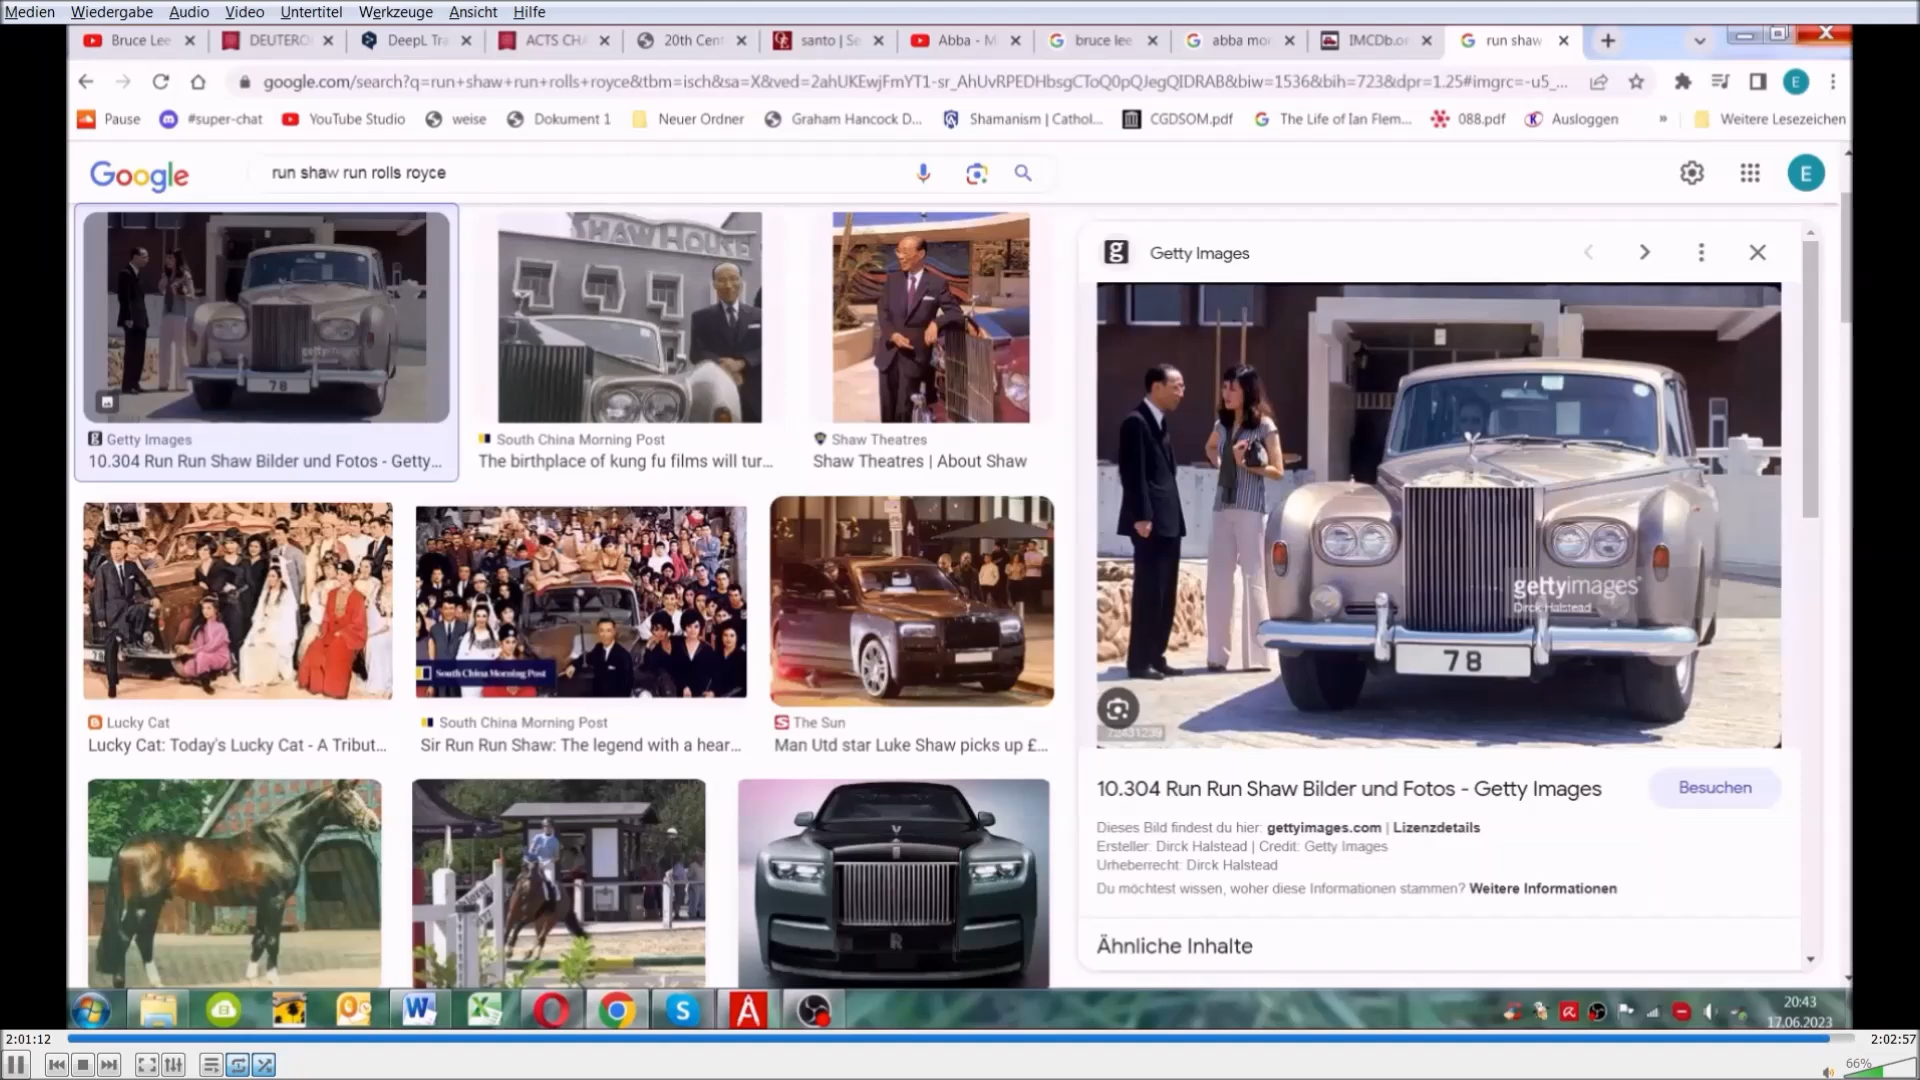 Medien Wiedergabe Audio Video Untertitel Werkzeuge Ansicht Hilfe
Bruce Lee DEUTERO DeepL Tra ACTS CHA 20th Cent santo | Se Abba - M bruce lee abba mo IMCDb.o run shaw
google.com/search?q=run+shaw+run+rolls+royce&tbm=isch&sa=X&ved=2ahUKEwjFmYT1-sr_AhUvRPEDHbsgCToQ0pQJegQIDRAB&biw=1536&bih=723&dpr=1.25#imgrc=-u5_...
Pause #super-chat YouTube Studio weise Dokument 1 Neuer Ordner Graham Hancock D... Shamanism | Cathol... CGDSOM.pdf The Life of Ian Flem... 088.pdf Ausloggen » Weitere Lesezeichen
Google run shaw run rolls royce E
SHAW HOUSE
78
Getty Images
10.304 Run Run Shaw Bilder und Fotos - Getty...
South China Morning Post
The birthplace of kung fu films will tur...
Shaw Theatres
Shaw Theatres | About Shaw
South China Morning Post
Lucky Cat
Lucky Cat: Today's Lucky Cat - A Tribut...
South China Morning Post
Sir Run Run Shaw: The legend with a hear...
The Sun
Man Utd star Luke Shaw picks up £...
Getty Images
gettyimages
Dirck Halstead
78
72431239
10.304 Run Run Shaw Bilder und Fotos - Getty Images
Besuchen
Dieses Bild findest du hier: gettyimages.com | Lizenzdetails
Ersteller: Dirck Halstead | Credit: Getty Images
Urheberrecht: Dirck Halstead
Du möchtest wissen, woher diese Informationen stammen? Weitere Informationen
Ähnliche Inhalte
20:43
17.06.2023
2:01:12
2:02:57
66%